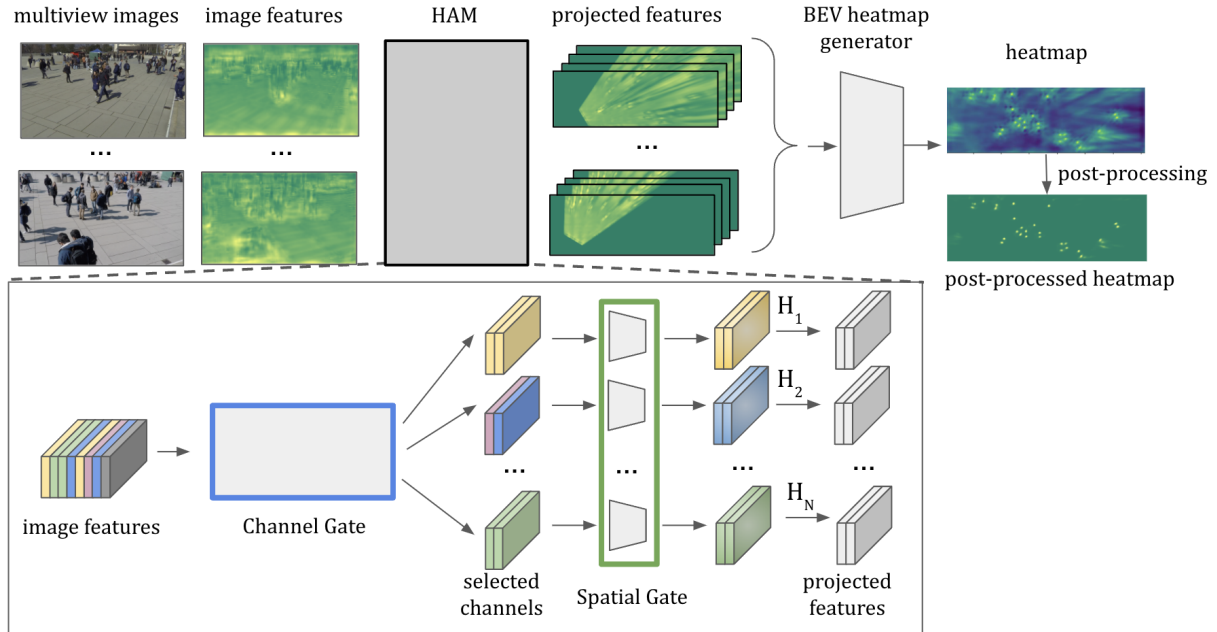 multiview images
image features
HAM
projected features
BEV heatmap
generator
heatmap
...
...
post-processing
post-processed heatmap
H1
H2
...
...
...
...
HN
image features
Channel Gate
selected
channels
Spatial Gate
projected
features